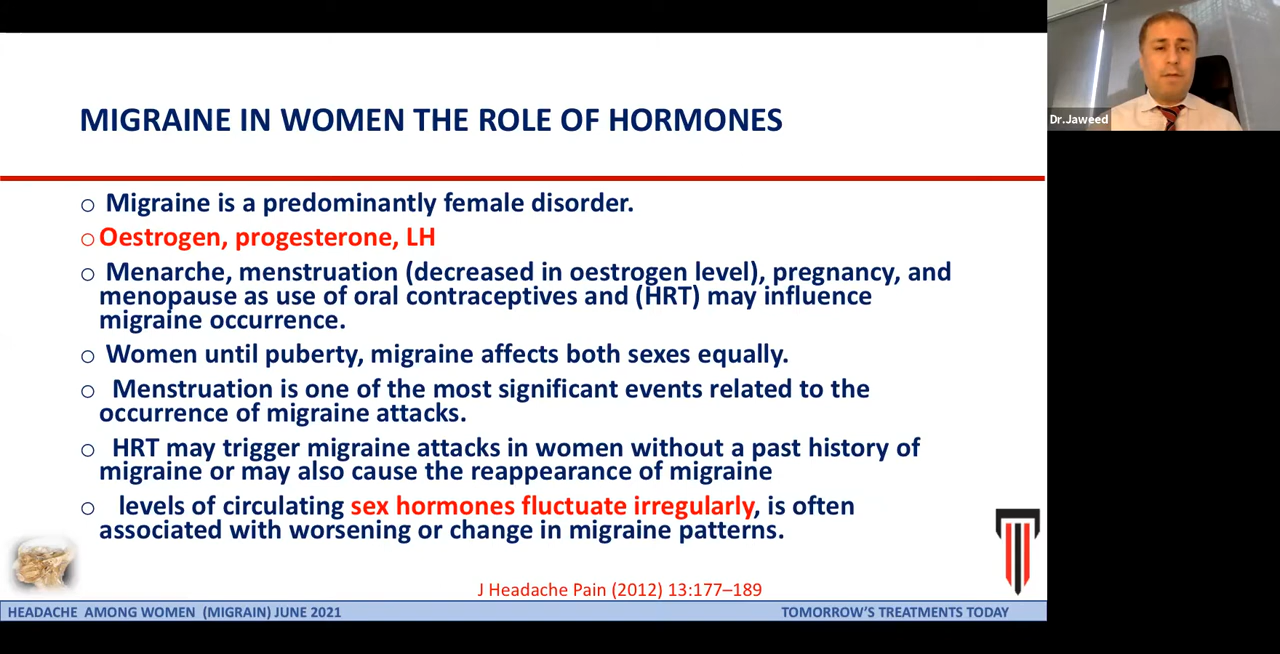 MIGRAINE IN WOMEN THE ROLE OF HORMONES
Dr.Jaweed
○ Migraine is a predominantly female disorder.
○ Oestrogen, progesterone, LH
○ Menarche, menstruation (decreased in oestrogen level), pregnancy, and
menopause as use of oral contraceptives and (HRT) may influence
migraine occurrence.
○ Women until puberty, migraine affects both sexes equally.
○ Menstruation is one of the most significant events related to the
occurrence of migraine attacks.
○ HRT may trigger migraine attacks in women without a past history of
migraine or may also cause the reappearance of migraine
○ levels of circulating sex hormones fluctuate irregularly, is often
associated with worsening or change in migraine patterns.
J Headache Pain (2012) 13:177–189
HEADACHE AMONG WOMEN (MIGRAIN) JUNE 2021
TOMORROW'S TREATMENTS TODAY